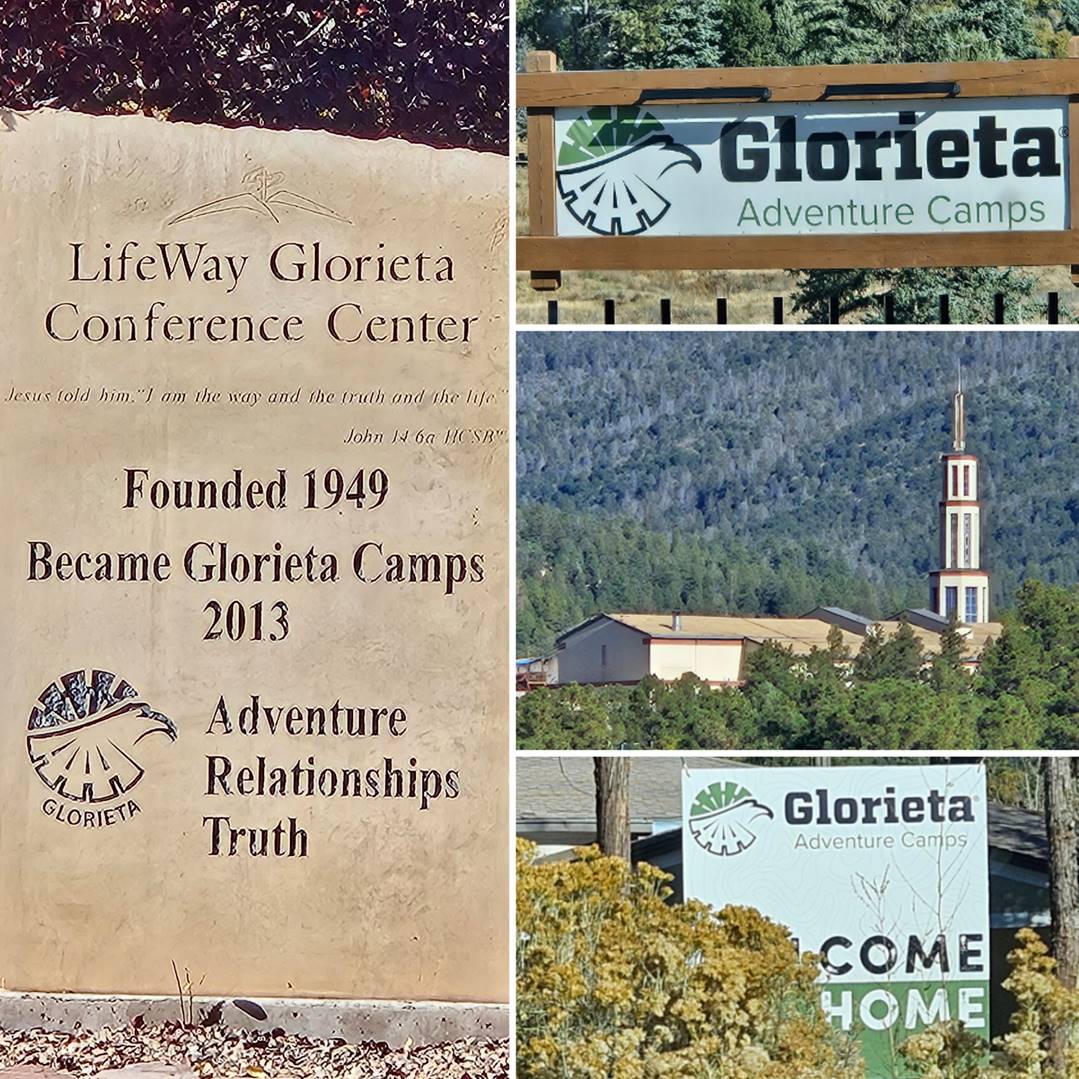 LifeWay Glorieta
Conference Center
Jesus told him, "I am the way and the truth and the life."
John 14:6a HCSB
Founded 1949
Became Glorieta Camps
2013
GLORIETA
Adventure
Relationships
Truth
Glorieta®
Adventure Camps
Glorieta
Adventure Camps
LCOME
HOME